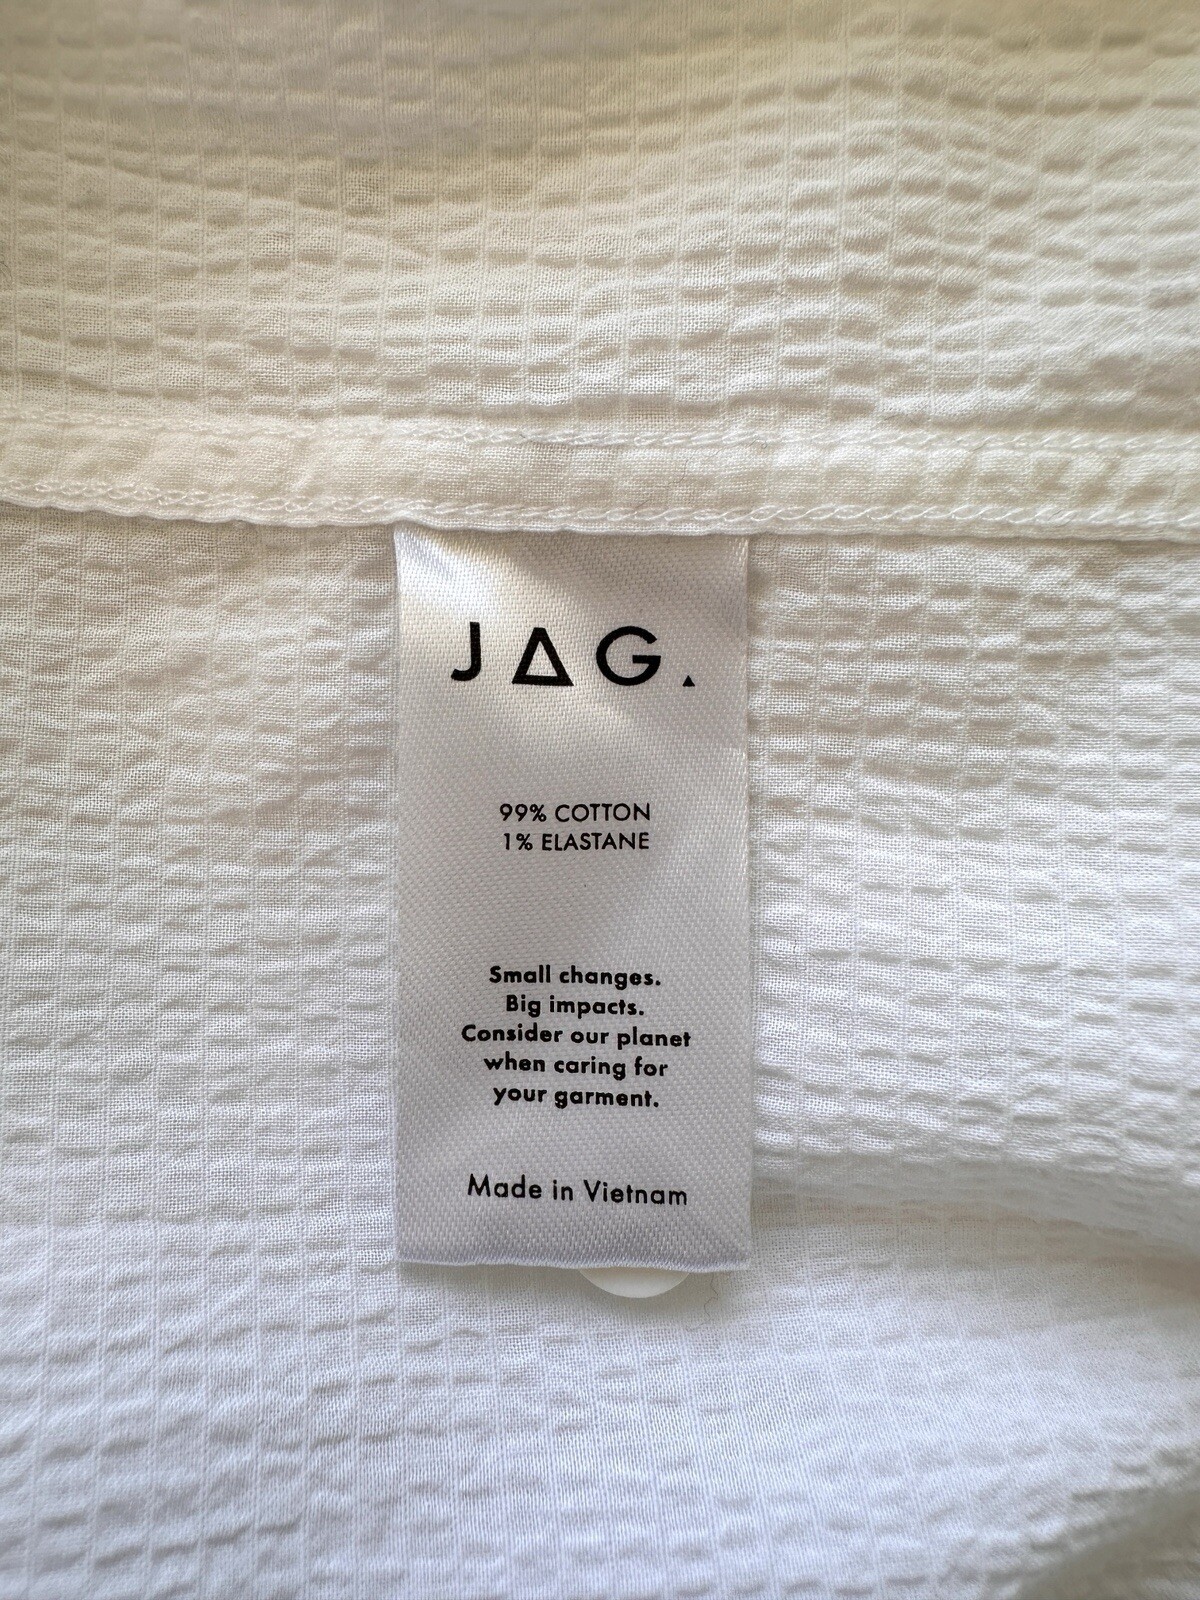 JAG.
99% COTTON
1% ELASTANE
Small changes.
Big impacts.
Consider our planet
when caring for
your garment.
Made in Vietnam